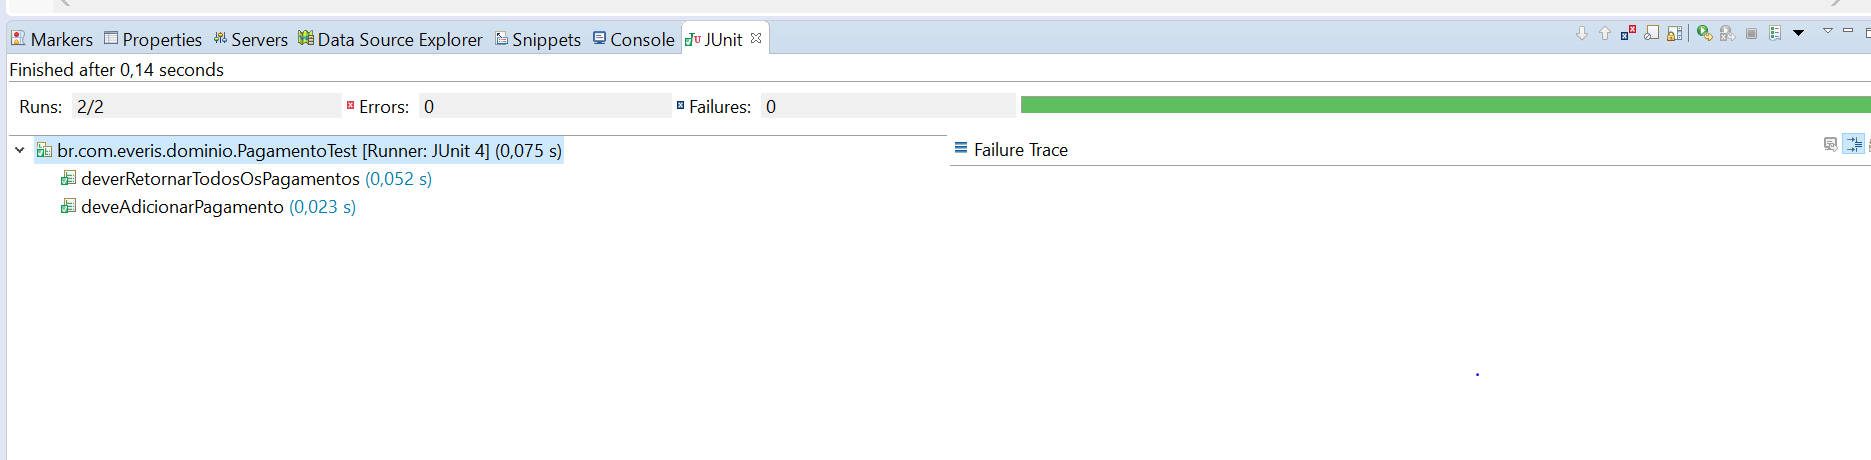 Markers Properties Servers Data Source Explorer Snippets Console JUnit
Finished after 0,14 seconds
Runs: 2/2 Errors: 0 Failures: 0
br.com.everis.dominio.PagamentoTest [Runner: JUnit 4] (0,075 s)
Failure Trace
deverRetornarTodosOsPagamentos (0,052 s)
deveAdicionarPagamento (0,023 s)